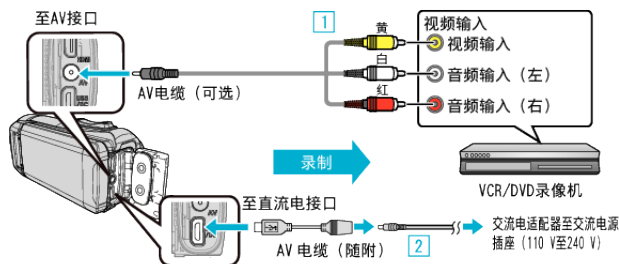 至AV接口
1
黄
白
红
视频输入
视频输入
音频输入（左）
音频输入（右）
AV电缆（可选）
AV
录制
VCR/DVD录像机
至直流电接口
AV
AV 电缆（随附）
2
交流电适配器至交流电源
插座（110 V至240 V）